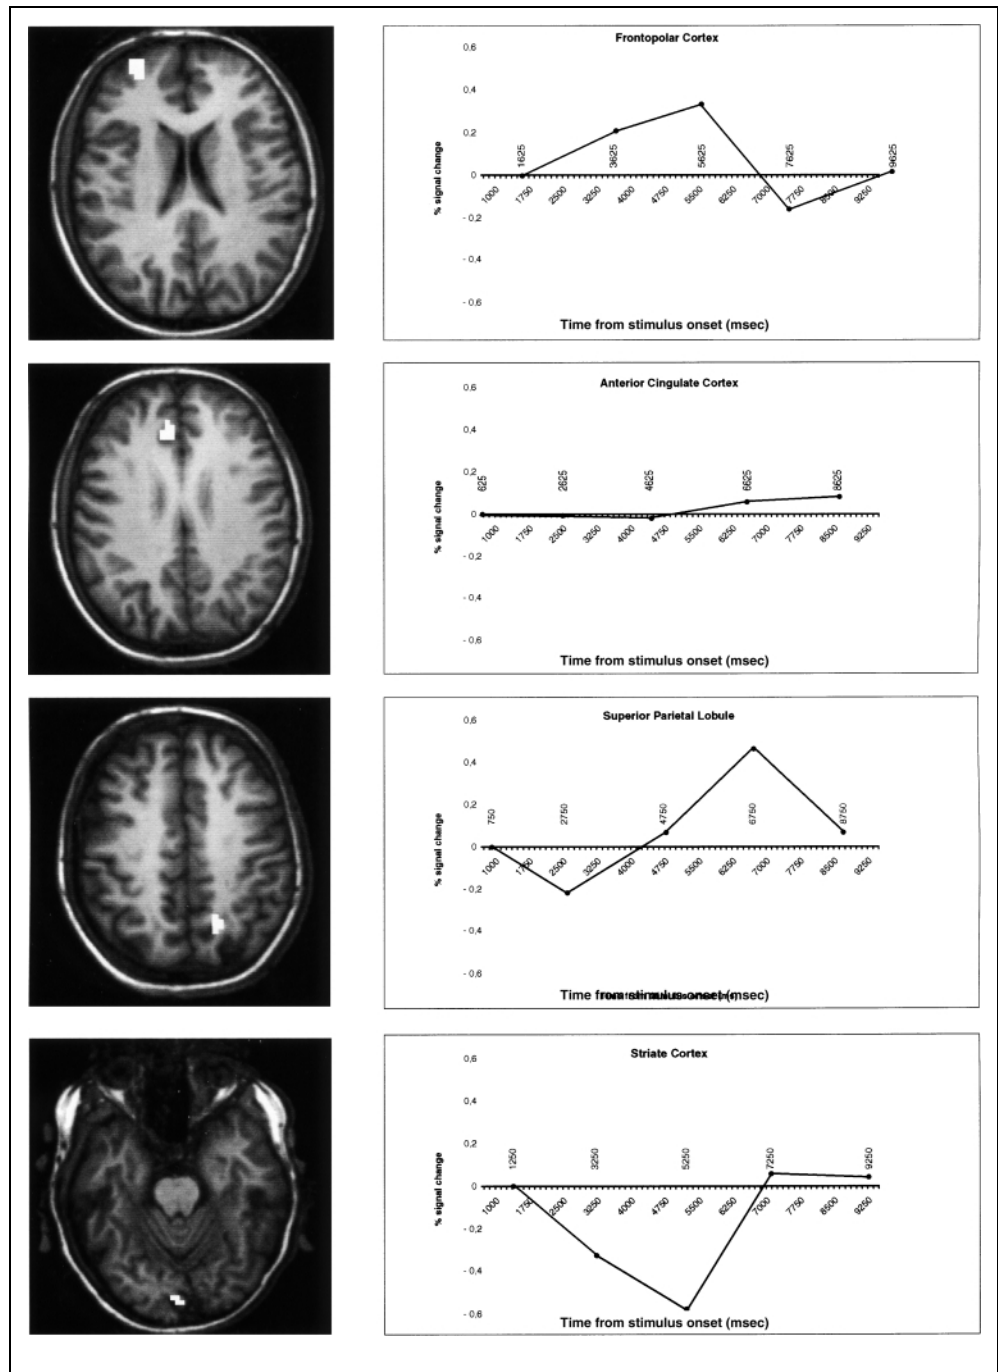 Frontopolar Cortex
% signal change
0,6
0,4
0,2
0
- 0,2
- 0,4
- 0,6
1625 3625 5625 7625 9625
1000 1750 2500 3250 4000 4750 5500 6250 7000 7750 8500 9250
Time from stimulus onset (msec)
Anterior Cingulate Cortex
% signal change
0,6
0,4
0,2
0
- 0,2
- 0,4
- 0,6
625 2625 4625 6625 8625
1000 1750 2500 3250 4000 4750 5500 6250 7000 7750 8500 9250
Time from stimulus onset (msec)
Superior Parietal Lobule
% signal change
0,6
0,4
0,2
0
- 0,2
- 0,4
- 0,6
750 2750 4750 6750 8750
1000 1750 2500 3250 4000 4750 5500 6250 7000 7750 8500 9250
Time from stimulus onset (msec)
Striate Cortex
% signal change
0,6
0,4
0,2
0
- 0,2
- 0,4
- 0,6
1250 3250 5250 7250 9250
1000 1750 2500 3250 4000 4750 5500 6250 7000 7750 8500 9250
Time from stimulus onset (msec)